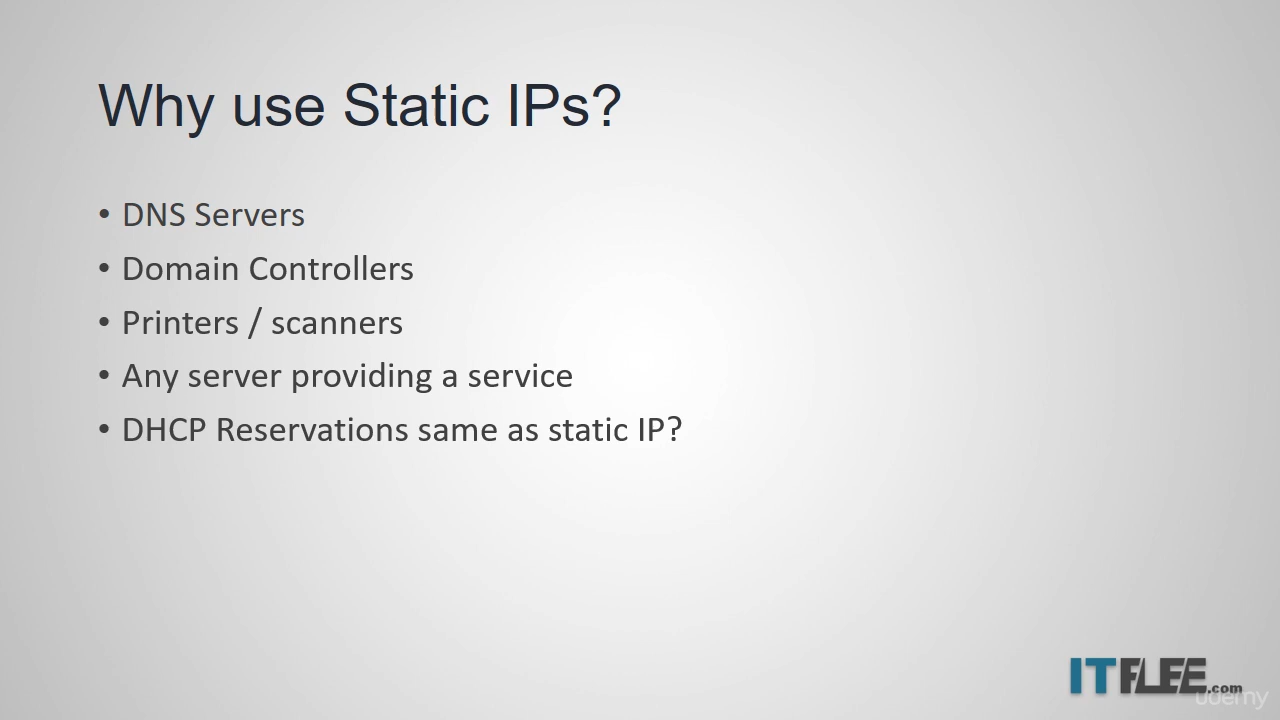 Why use Static IPs?
• DNS Servers
• Domain Controllers
• Printers / scanners
• Any server providing a service
• DHCP Reservations same as static IP?
ITFLEE.com
udemy